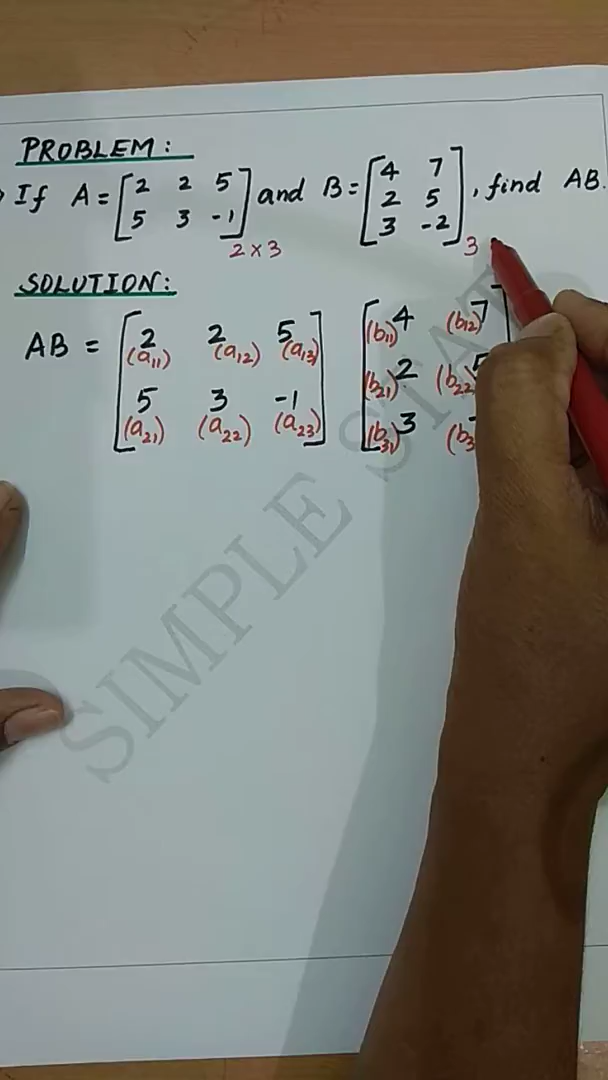 PROBLEM:
If A = [2 2 5 and B = [4 7
5 3 -1] 2 5
2×3 3 -2], find AB.
3
SOLUTION:
AB = [2 2 5 [4 7
(a11) (a12) (a13) (b11) (b12)
5 3 -1 2
(a21) (a22) (a23)] (b21) (b22)
3
(b31)
SIMPLE STAT